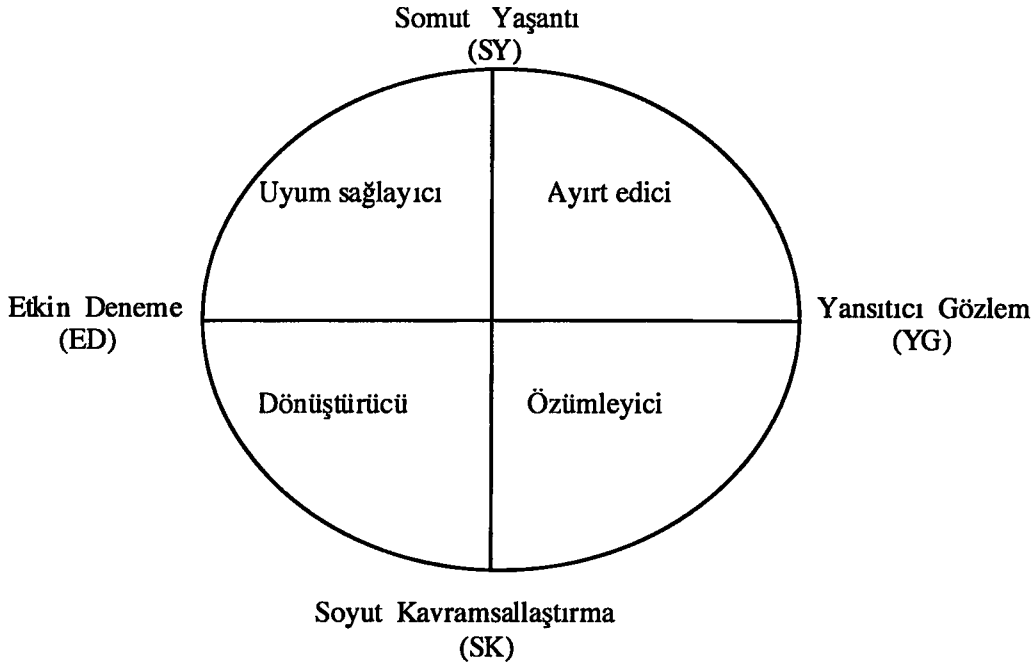 Somut Yaşantı
(SY)
Uyum sağlayıcı
Ayırt edici
Etkin Deneme
(ED)
Yansıtıcı Gözlem
(YG)
Dönüştürücü
Özümleyici
Soyut Kavramsallaştırma
(SK)